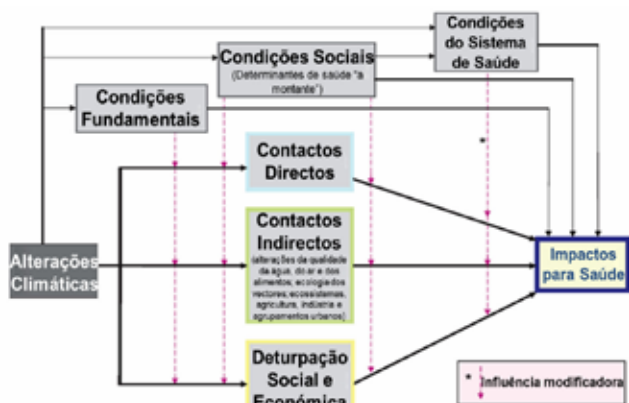 Condições
do Sistema
de Saúde
Condições Sociais
(Determinantes de saúde "a
montante")
Condições
Fundamentais
*
Contactos
Directos
Contactos
Indirectos
(alterações da qualidade
da água, do ar e dos
alimentos; ecologia dos
vectores; ecossistemas,
agricultura, indústria e
agrupamentos urbanos)
Alterações
Climáticas
Impactos
para Saúde
Deturpação
Social e
Económica
* Influência modificadora